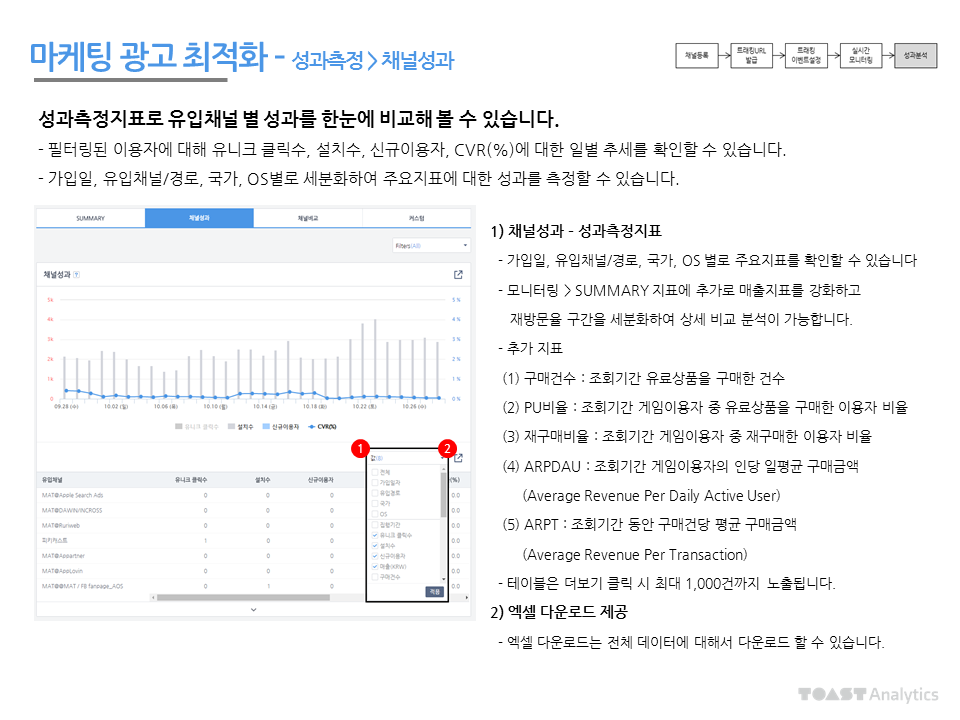 마케팅 광고 최적화 - 성과측정 > 채널성과
채널등록
트래킹URL
발급
트래킹
이벤트설정
실시간
모니터링
성과분석
성과측정지표로 유입채널 별 성과를 한눈에 비교해 볼 수 있습니다.
- 필터링된 이용자에 대해 유니크 클릭수, 설치수, 신규이용자, CVR(%)에 대한 일별 추세를 확인할 수 있습니다.
- 가입일, 유입채널/경로, 국가, OS별로 세분화하여 주요지표에 대한 성과를 측정할 수 있습니다.
SUMMARY 채널성과 채널비교 커스텀
Filters(All)
채널성과 ?
5k 5 %
4k 4 %
3k 3 %
2k 2 %
1k 1 %
0 0 %
09.28 (수) 10.02 (일) 10.06 (목) 10.10 (월) 10.14 (금) 10.18 (화) 10.22 (토) 10.26 (수)
유니크 클릭수 설치수 신규이용자 CVR(%)
1 2
값(8)
유입채널 유니크 클릭수 설치수 신규이용자 (%)
MAT@Apple Search Ads 0 0 0 0.0
MAT@DAWIN/INCROSS 0 0 0 0.0
MAT@Runweb 0 0 0 0.0
피키캐스트 1 0 0 0.0
MAT@Appartner 0 0 0 0.0
MAT@AppLovin 0 0 0 0.0
MAT@@MAT / FB fanpage_AOS 0 1 0.0
전체
가입일자
유입경로
국가
OS
집행기간
유니크 클릭수
설치수
신규이용자
매출(KRW)
구매건수
적용
1) 채널성과 - 성과측정지표
- 가입일, 유입채널/경로, 국가, OS 별로 주요지표를 확인할 수 있습니다
- 모니터링 > SUMMARY 지표에 추가로 매출지표를 강화하고
재방문율 구간을 세분화하여 상세 비교 분석이 가능합니다.
- 추가 지표
(1) 구매건수 : 조회기간 유료상품을 구매한 건수
(2) PU비율 : 조회기간 게임이용자 중 유료상품을 구매한 이용자 비율
(3) 재구매비율 : 조회기간 게임이용자 중 재구매한 이용자 비율
(4) ARPDAU : 조회기간 게임이용자의 인당 일평균 구매금액
(Average Revenue Per Daily Active User)
(5) ARPT : 조회기간 동안 구매건당 평균 구매금액
(Average Revenue Per Transaction)
- 테이블은 더보기 클릭 시 최대 1,000건까지 노출됩니다.
2) 엑셀 다운로드 제공
- 엑셀 다운로드는 전체 데이터에 대해서 다운로드 할 수 있습니다.
TOAST Analytics